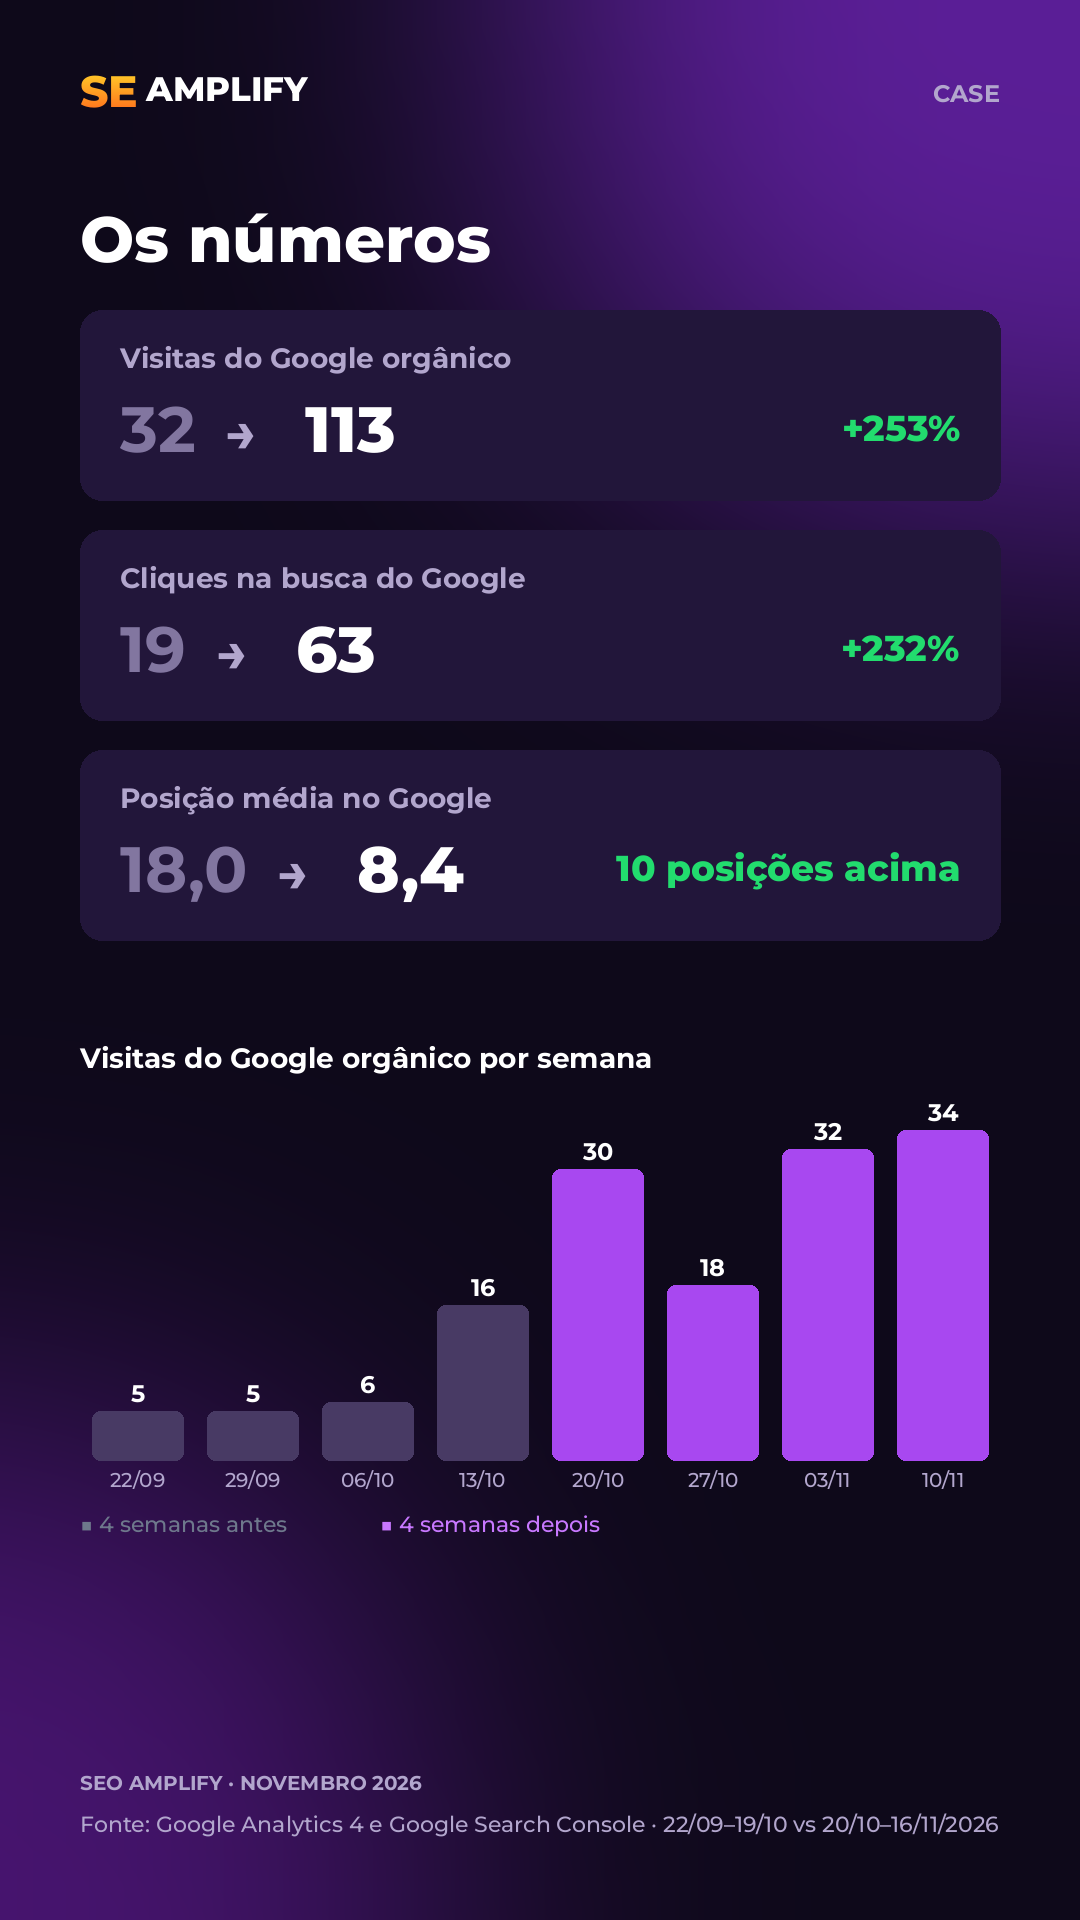 SE AMPLIFY
CASE
Os números
Visitas do Google orgânico
32 → 113
+253%
Cliques na busca do Google
19 → 63
+232%
Posição média no Google
18,0 → 8,4
10 posições acima
Visitas do Google orgânico por semana
5 5 6 16 30 18 32 34
22/09 29/09 06/10 13/10 20/10 27/10 03/11 10/11
■ 4 semanas antes ■ 4 semanas depois
SEO AMPLIFY · NOVEMBRO 2026
Fonte: Google Analytics 4 e Google Search Console · 22/09–19/10 vs 20/10–16/11/2026